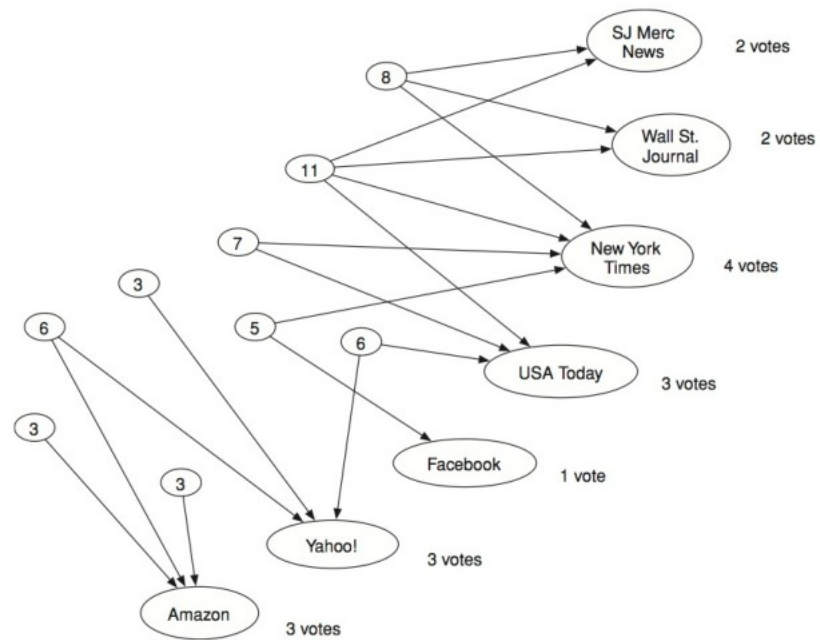 SJ Merc
News
2 votes
8
Wall St.
Journal
2 votes
11
7
New York
Times
4 votes
3
6
5
6
USA Today
3 votes
3
Facebook
1 vote
3
Yahoo!
3 votes
Amazon
3 votes